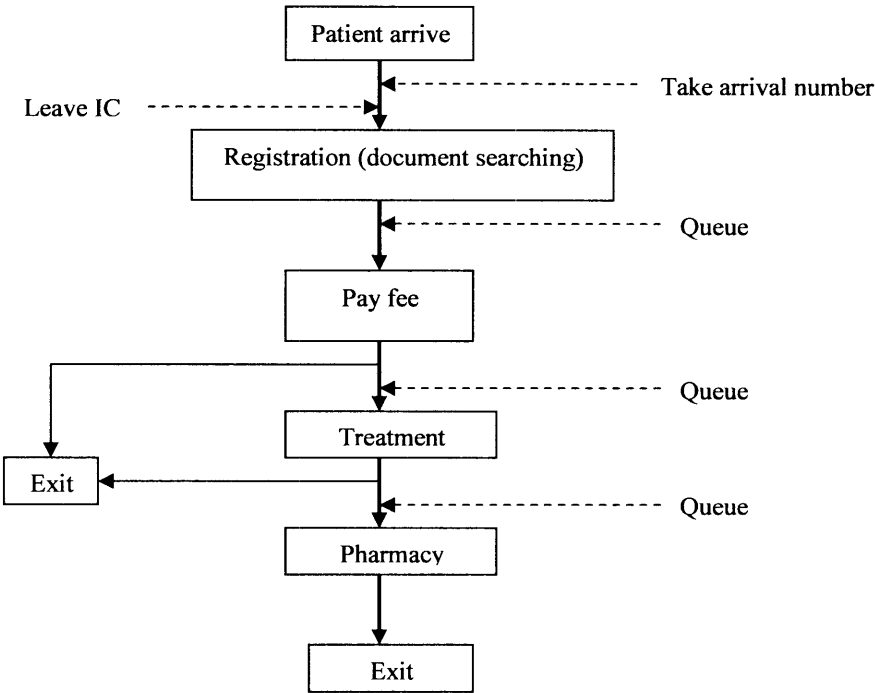 Patient arrive
Take arrival number
Leave IC
Registration (document searching)
Queue
Pay fee
Queue
Treatment
Exit
Queue
Pharmacy
Exit